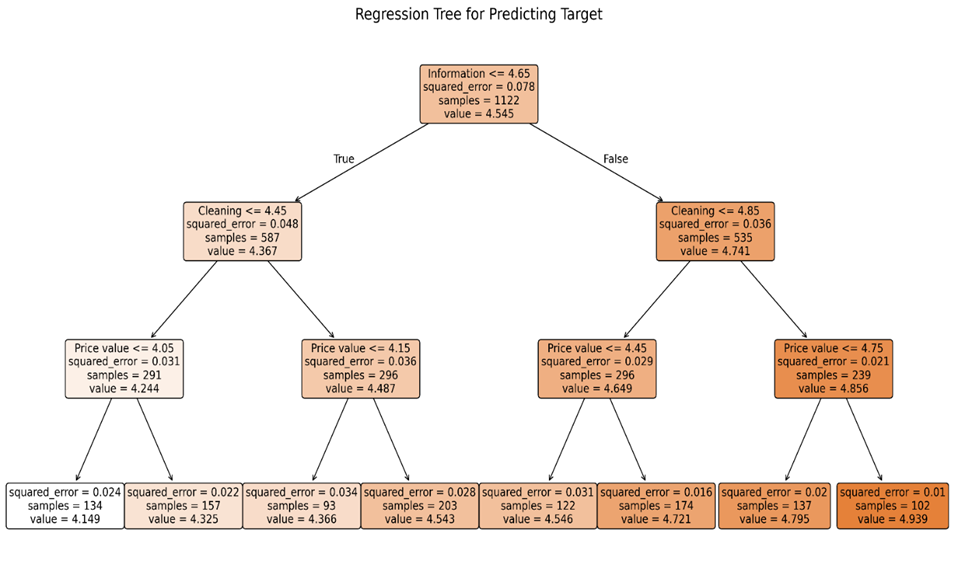 Regression Tree for Predicting Target
Information <= 4.65
squared_error = 0.078
samples = 1122
value = 4.545
True
False
Cleaning <= 4.45
squared_error = 0.048
samples = 587
value = 4.367
Cleaning <= 4.85
squared_error = 0.036
samples = 535
value = 4.741
Price value <= 4.05
squared_error = 0.031
samples = 291
value = 4.244
Price value <= 4.15
squared_error = 0.036
samples = 296
value = 4.487
Price value <= 4.45
squared_error = 0.029
samples = 296
value = 4.649
Price value <= 4.75
squared_error = 0.021
samples = 239
value = 4.856
squared_error = 0.024
samples = 134
value = 4.149
squared_error = 0.022
samples = 157
value = 4.325
squared_error = 0.034
samples = 93
value = 4.366
squared_error = 0.028
samples = 203
value = 4.543
squared_error = 0.031
samples = 122
value = 4.546
squared_error = 0.016
samples = 174
value = 4.721
squared_error = 0.02
samples = 137
value = 4.795
squared_error = 0.01
samples = 102
value = 4.939